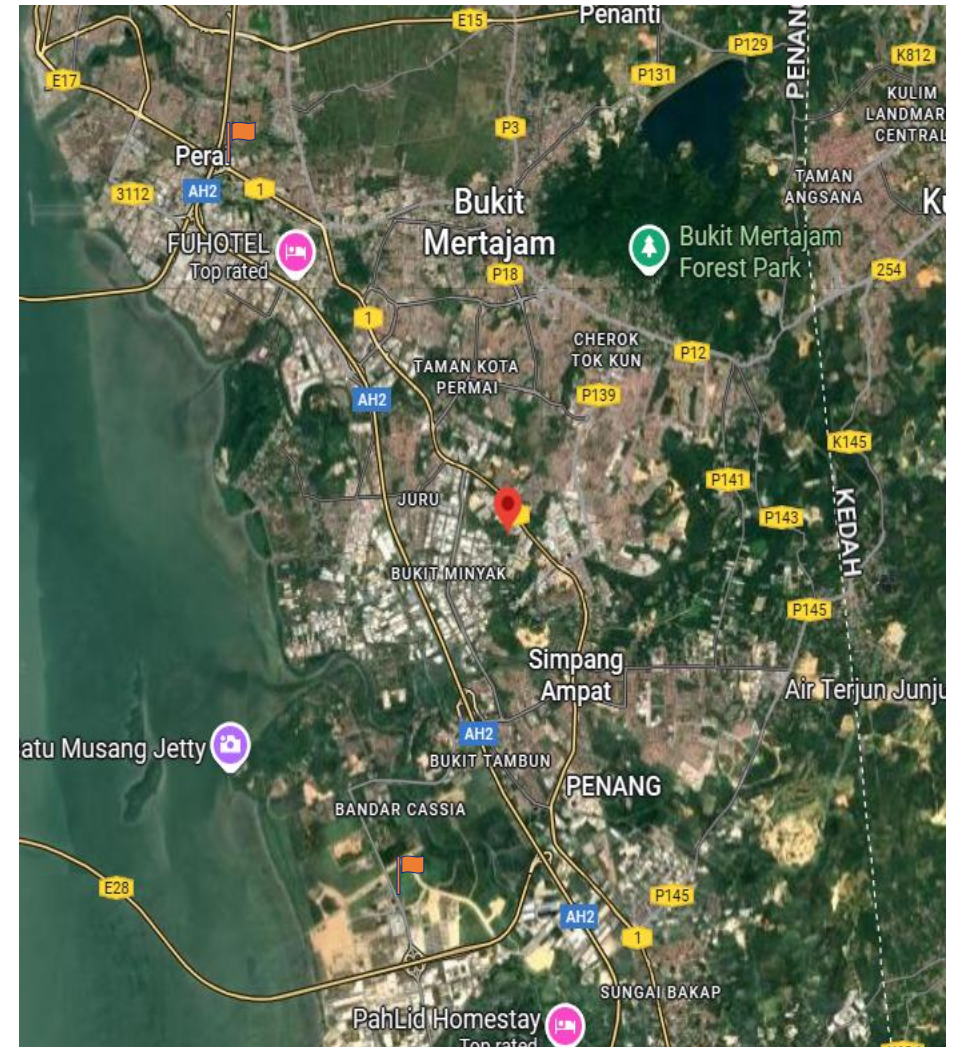 E15
Penanti
P129
PENANG
K812
E17
P131
KULIM
LANDMAR
CENTRAL
P3
Perai
TAMAN
ANGSANA
3112
AH2
1
Bukit
Mertajam
Ku
FUHOTEL
Top rated
Bukit Mertajam
Forest Park
P18
254
1
CHEROK
TOK KUN
P12
TAMAN KOTA
PERMAI
AH2
P139
K145
P141
JURU
P143
KEDAH
BUKIT MINYAK
P145
Simpang
Ampat
Air Terjun Junju
AH2
atu Musang Jetty
BUKIT TAMBUN
PENANG
BANDAR CASSIA
E28
P145
AH2
1
SUNGAI BAKAP
PahLid Homestay
Top rated